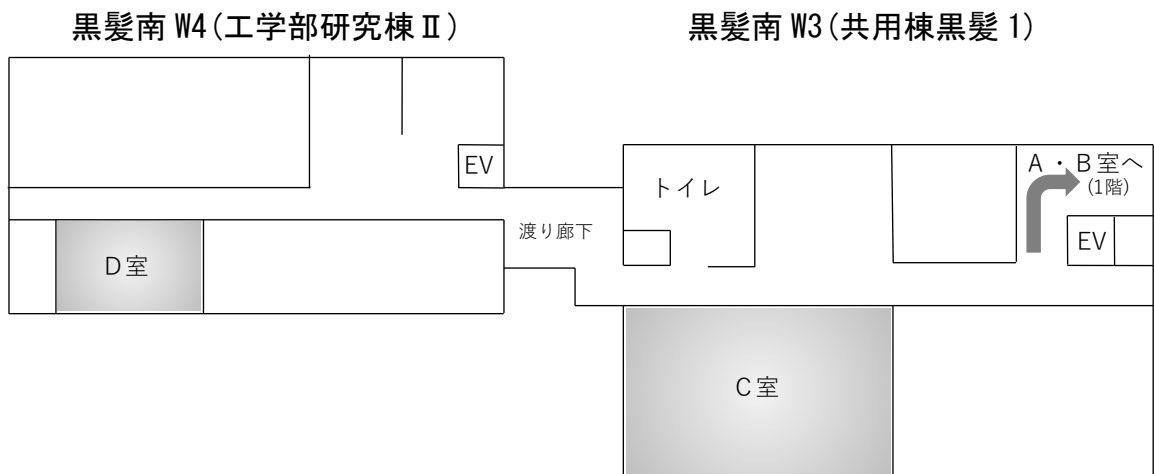 黒髪南 W4(工学部研究棟Ⅱ)
黒髪南 W3(共用棟黒髪 1)
EV
トイレ
A・B室へ
(1階)
渡り廊下
EV
D室
C室